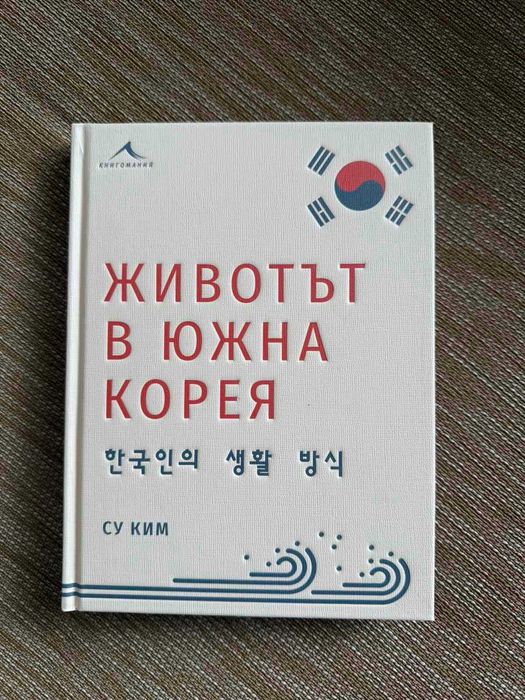 КНИГОМАНИЯ
ЖИВОТЪТ
В ЮЖНА
КОРЕЯ
한국인의 생활 방식
СУ КИМ